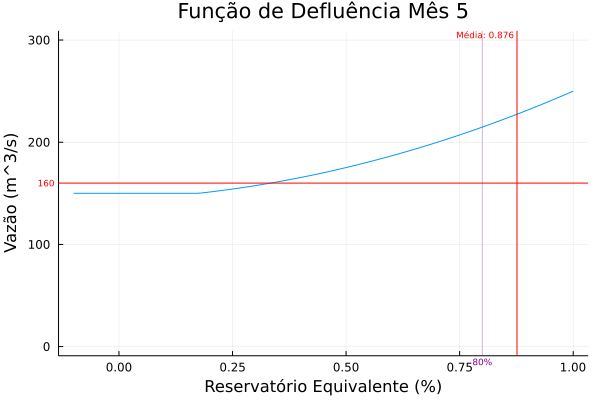 Função de Defluência Mês 5
Média: 0.876
300
200
160
100
0
Vazão (m^3/s)
0.00
0.25
0.50
0.75
80%
1.00
Reservatório Equivalente (%)